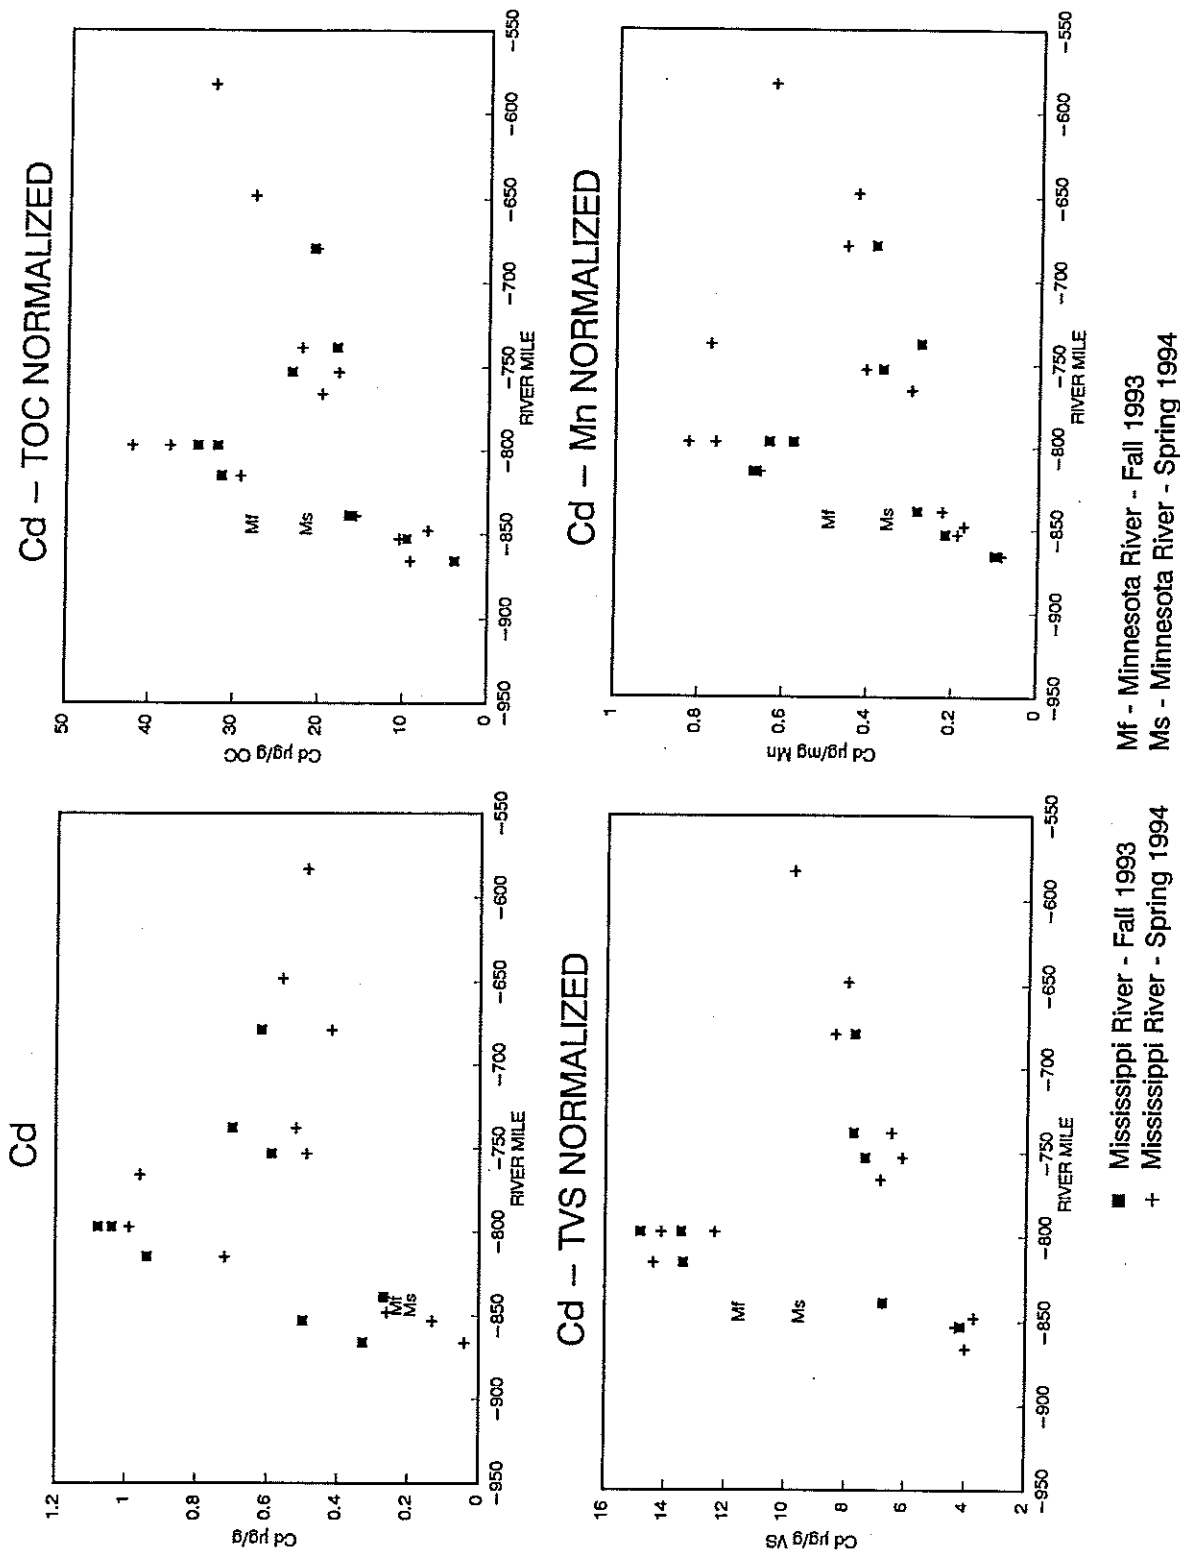 Cd
1.2
1
0.8
0.6
0.4
0.2
0
Cd µg/g
Mf
Ms
−950
−900
−850
−800
−750
−700
−650
−600
−550
RIVER MILE
Cd − TOC NORMALIZED
50
40
30
20
10
0
Cd µg/g OC
Mf
Ms
−950
−900
−850
−800
−750
−700
−650
−600
−550
RIVER MILE
Cd − TVS NORMALIZED
16
14
12
10
8
6
4
2
Cd µg/g VS
Mf
Ms
−950
−900
−850
−800
−750
−700
−650
−600
−550
RIVER MILE
Cd − Mn NORMALIZED
1
0.8
0.6
0.4
0.2
0
Cd µg/mg Mn
Mf
Ms
−950
−900
−850
−800
−750
−700
−650
−600
−550
RIVER MILE
Mississippi River - Fall 1993
+ Mississippi River - Spring 1994
Mf - Minnesota River - Fall 1993
Ms - Minnesota River - Spring 1994